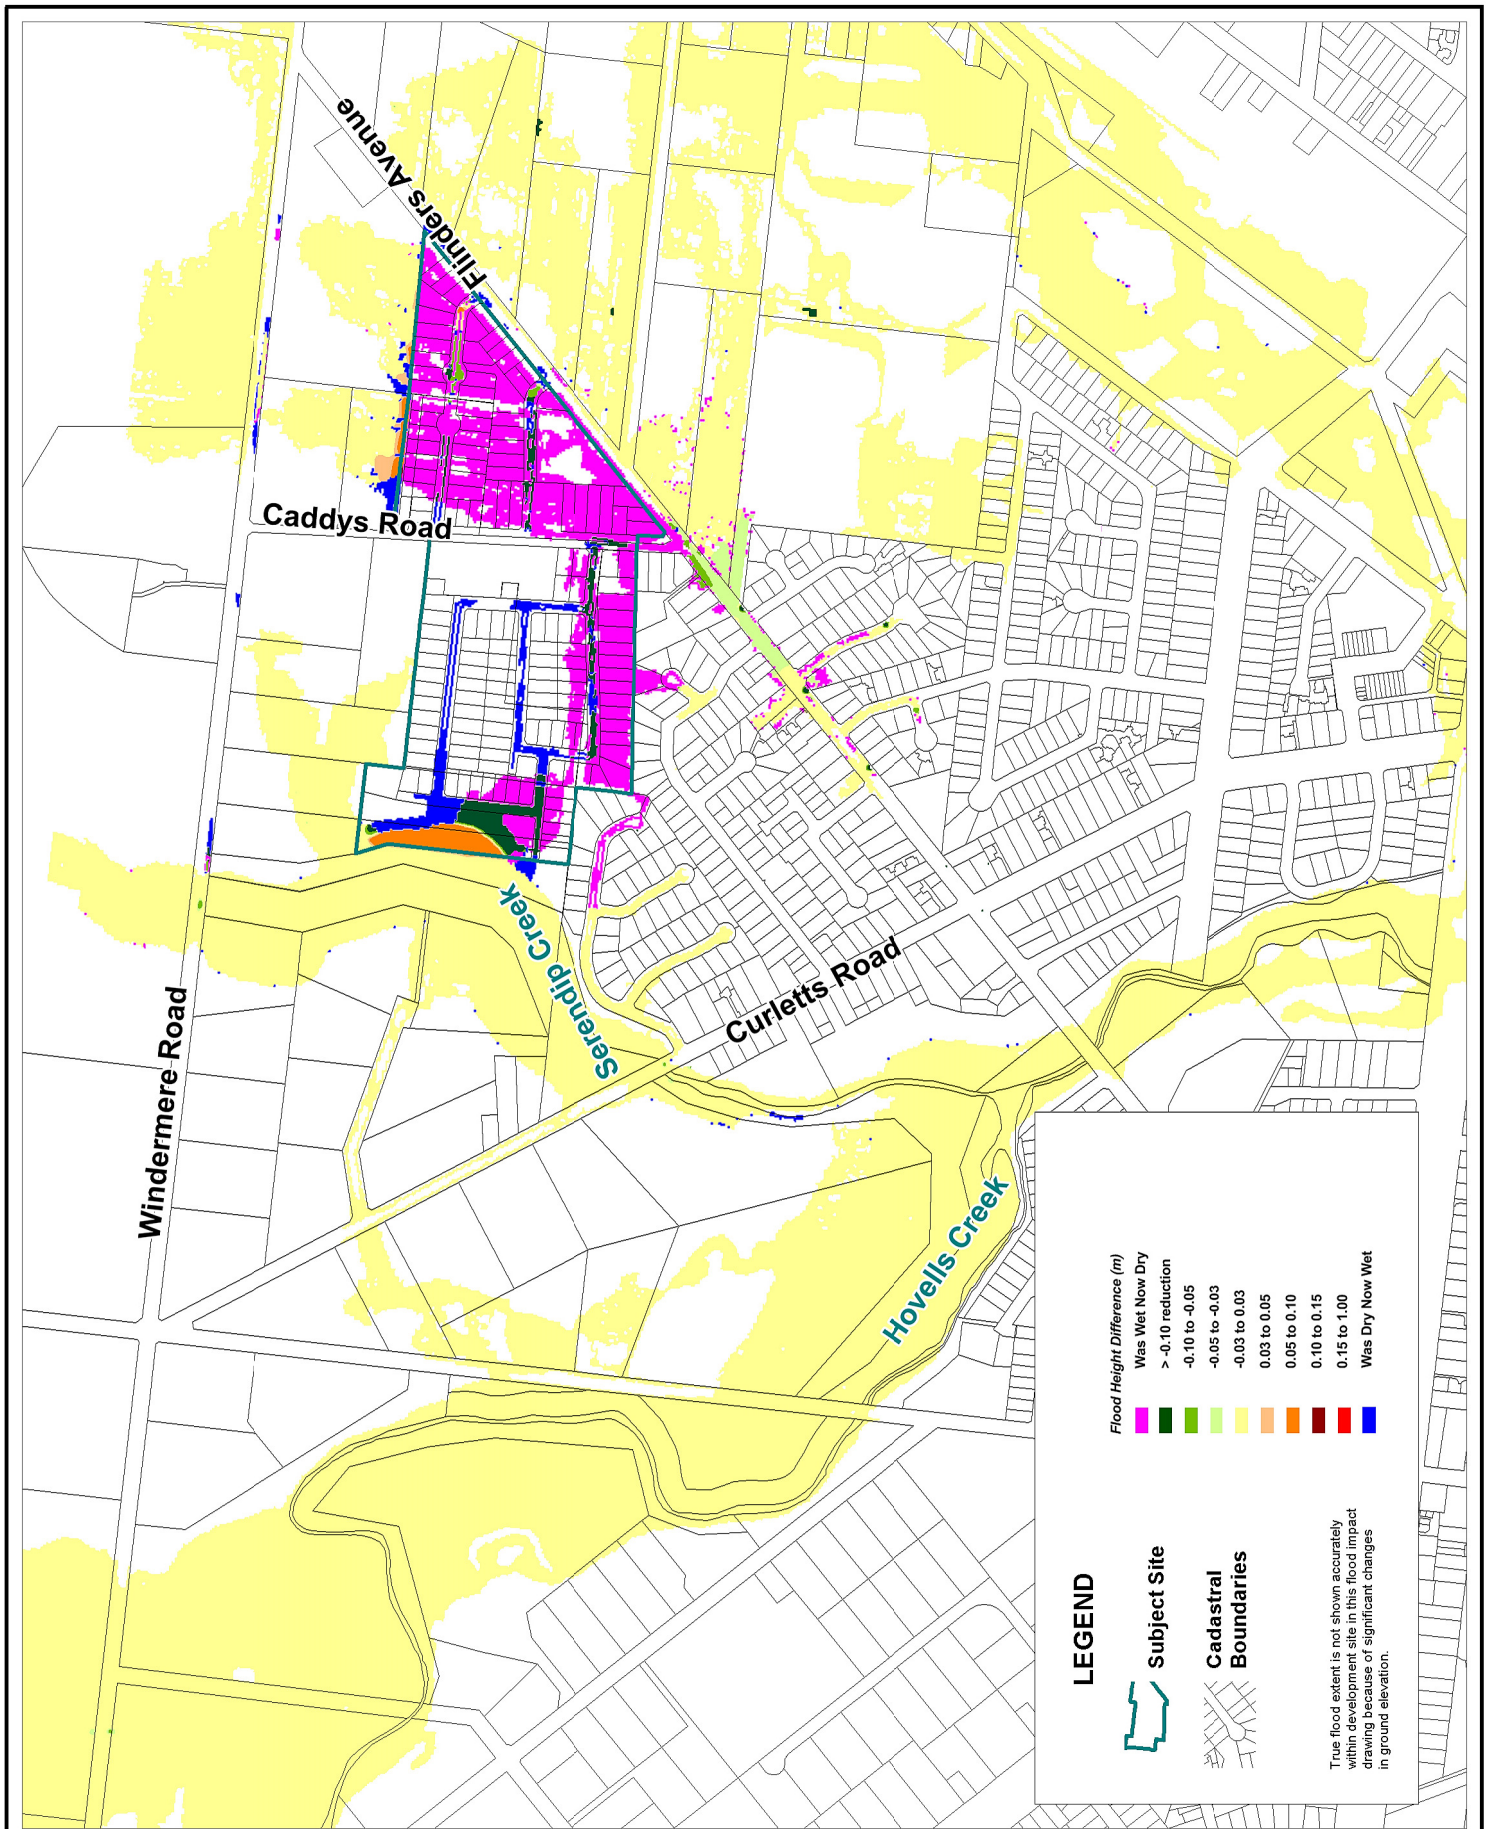 Flinders Avenue
Caddys Road
Windermere Road
Serendip Creek
Curletts Road
Hovells Creek
LEGEND
Subject Site
Cadastral
Boundaries
True flood extent is not shown accurately
within development site in this flood impact
drawing because of significant changes
in ground elevation.
Flood Height Difference (m)
Was Wet Now Dry
> -0.10 reduction
-0.10 to -0.05
-0.05 to -0.03
-0.03 to 0.03
0.03 to 0.05
0.05 to 0.10
0.10 to 0.15
0.15 to 1.00
Was Dry Now Wet